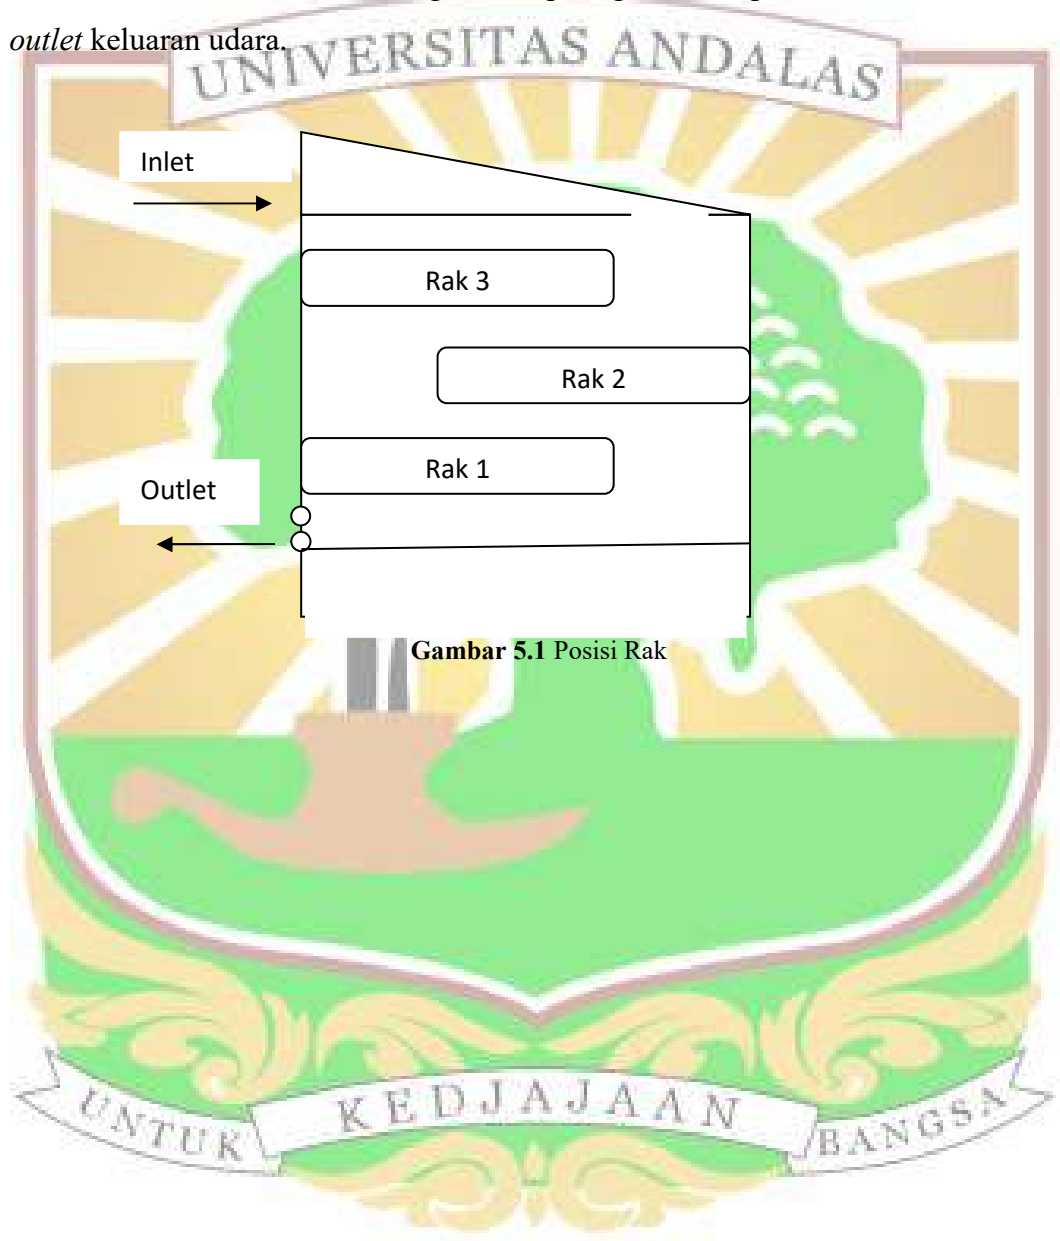 outlet keluaran udara.
UNIVERSITAS ANDALAS
Inlet
Rak 3
Rak 2
Rak 1
Outlet
Gambar 5.1 Posisi Rak
UNTUK KEDJAJAAN BANGSA